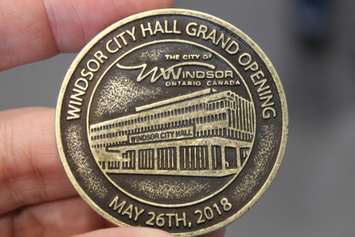 WINDSOR CITY HALL GRAND OPENING
THE CITY OF
WINDSOR
ONTARIO, CANADA
WINDSOR CITY HALL
MAY 26TH, 2018